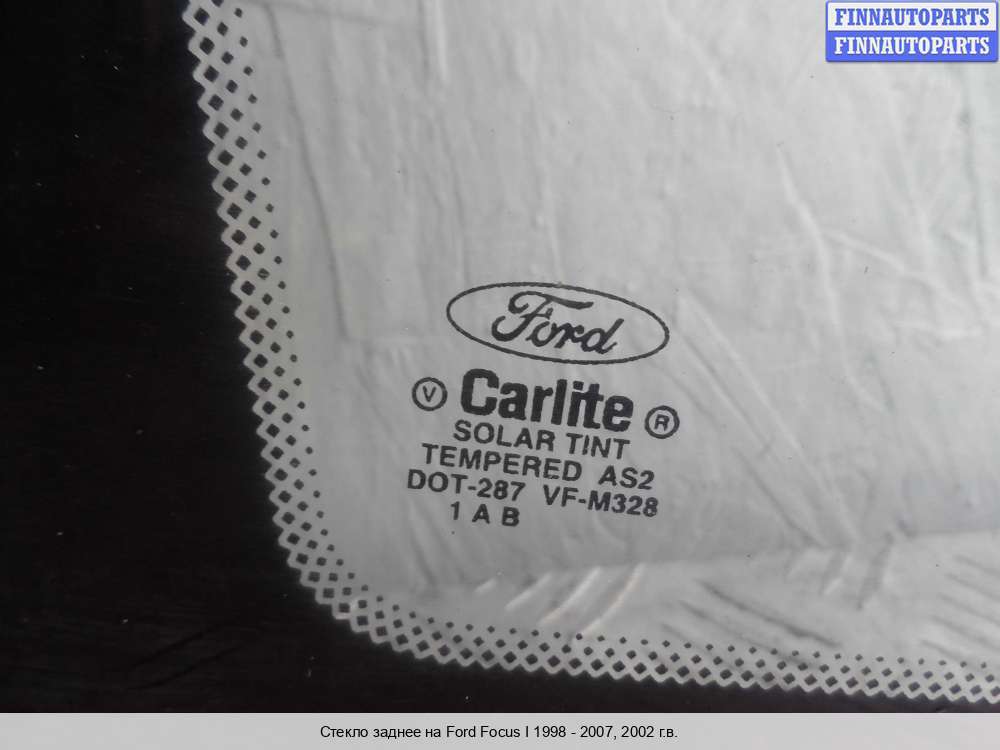 FINNAUTOPARTS
FINNAUTOPARTS
Ford
V Carlite ®
SOLAR TINT
TEMPERED AS2
DOT-287 VF-M328
1 A B
Стекло заднее на Ford Focus I 1998 - 2007, 2002 г.в.